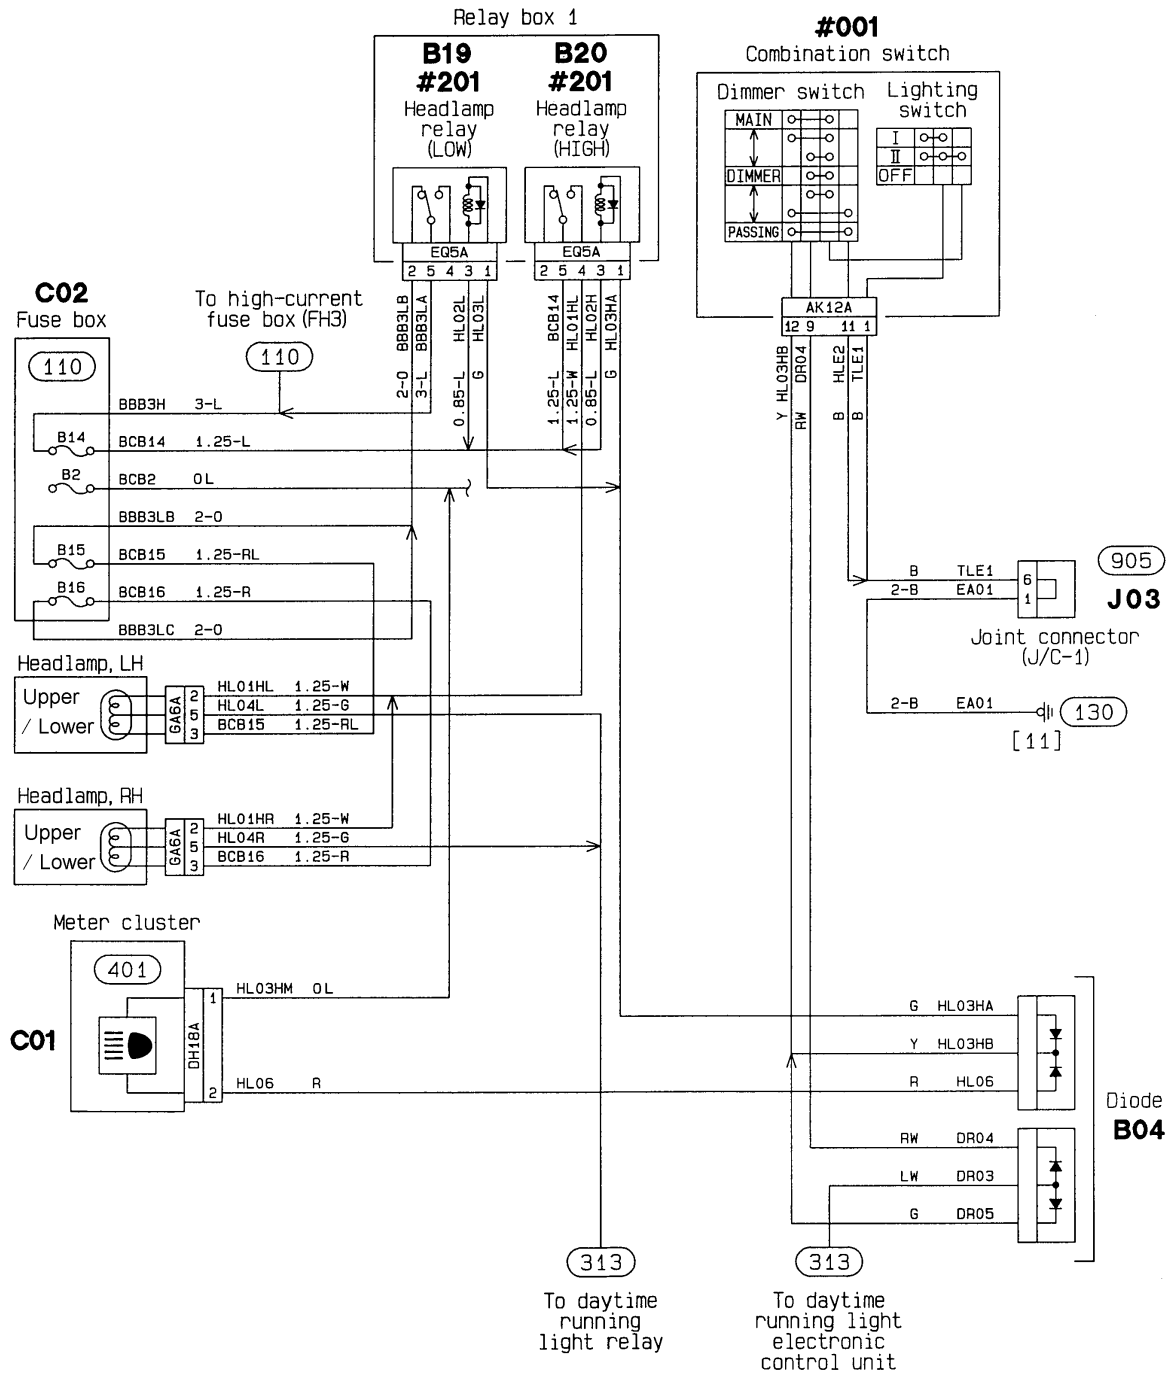 Relay box 1
B19
#201
Headlamp
relay
(LOW)
EQ5A
2 5 4 3 1
BBB3LB
BBB3LA
HL02L
HL03L
2-O
3-L
0.85-L
G
B20
#201
Headlamp
relay
(HIGH)
EQ5A
2 5 4 3 1
BCB14
HL01HL
HL02H
HL03HA
1.25-L
1.25-W
0.85-L
G
#001
Combination switch
Dimmer switch
MAIN
DIMMER
PASSING
Lighting
switch
I
II
OFF
AK12A
12 9 11 1
Y HL03HB
RW DR04
B HLE2
B TLE1
C02
Fuse box
110
To high-current
fuse box (FH3)
110
BBB3H 3-L
B14
BCB14 1.25-L
B2
BCB2 OL
BBB3LB 2-O
B15
BCB15 1.25-RL
B16
BCB16 1.25-R
BBB3LC 2-O
Headlamp, LH
Upper
/ Lower
GA6A
2 HL01HL 1.25-W
5 HL04L 1.25-G
3 BCB15 1.25-RL
Headlamp, RH
Upper
/ Lower
GA6A
2 HL01HR 1.25-W
5 HL04R 1.25-G
3 BCB16 1.25-R
Meter cluster
401
C01
DH18A
1 HL03HM OL
2 HL06 R
B TLE1 6
2-B EA01 1
905
J03
Joint connector
(J/C-1)
2-B EA01
130
[11]
G HL03HA
Y HL03HB
R HL06
RW DR04
LW DR03
G DR05
Diode
B04
313
To daytime
running
light relay
313
To daytime
running light
electronic
control unit